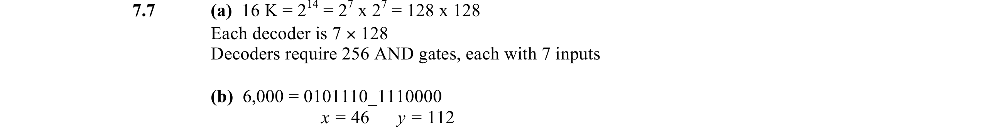 7.7 (a) 16 K = 2^14 = 2^7 x 2^7 = 128 x 128
Each decoder is 7 × 128
Decoders require 256 AND gates, each with 7 inputs
(b) 6,000 = 0101110_1110000
x = 46 y = 112